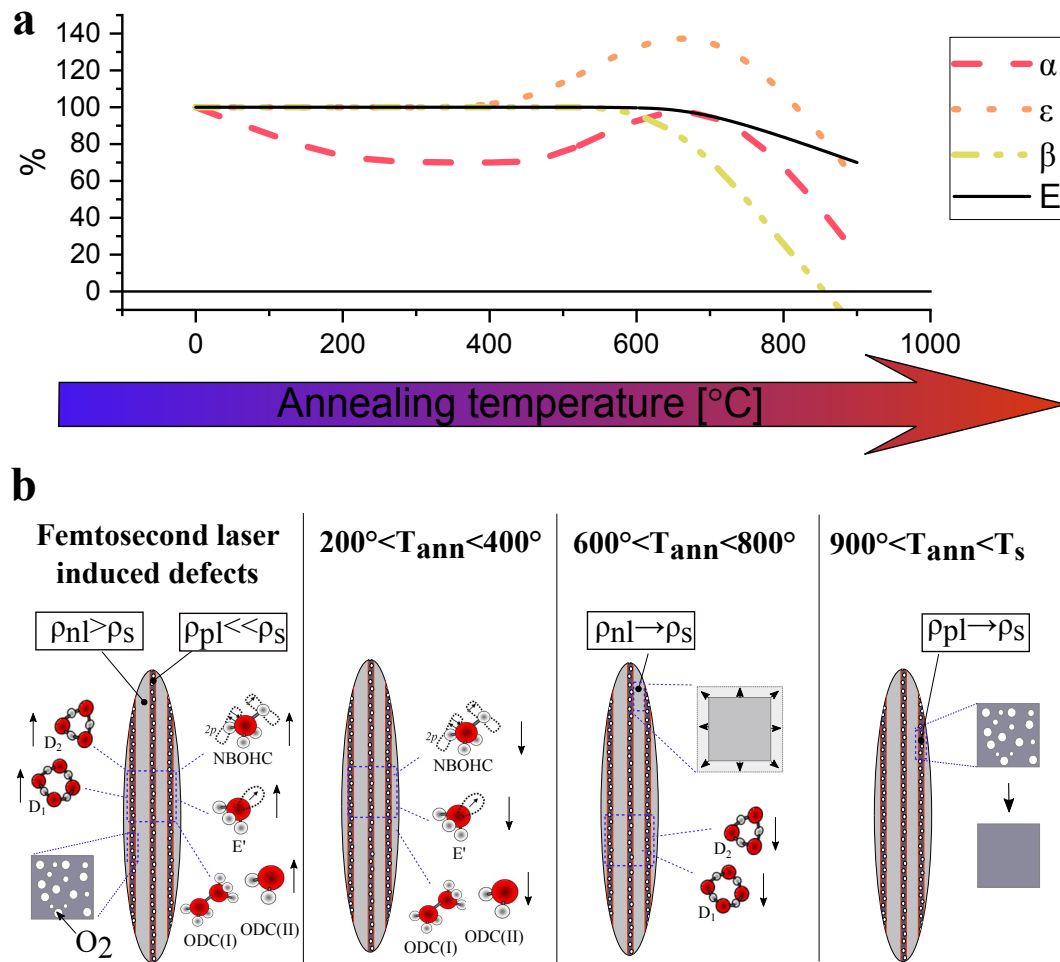 a
140
120
100
80
60
40
20
0
%
0 200 400 600 800 1000
α
ε
β
E
Annealing temperature [°C]
b
Femtosecond laser
induced defects
200°<Tann<400°
600°<Tann<800°
900°<Tann<Ts
ρnl>ρs
ρpl<<ρs
ρnl→ρs
ρpl→ρs
D2
D1
2p
NBOHC
E'
ODC(I)
ODC(II)
O2
2p
NBOHC
E'
ODC(I)
ODC(II)
D2
D1